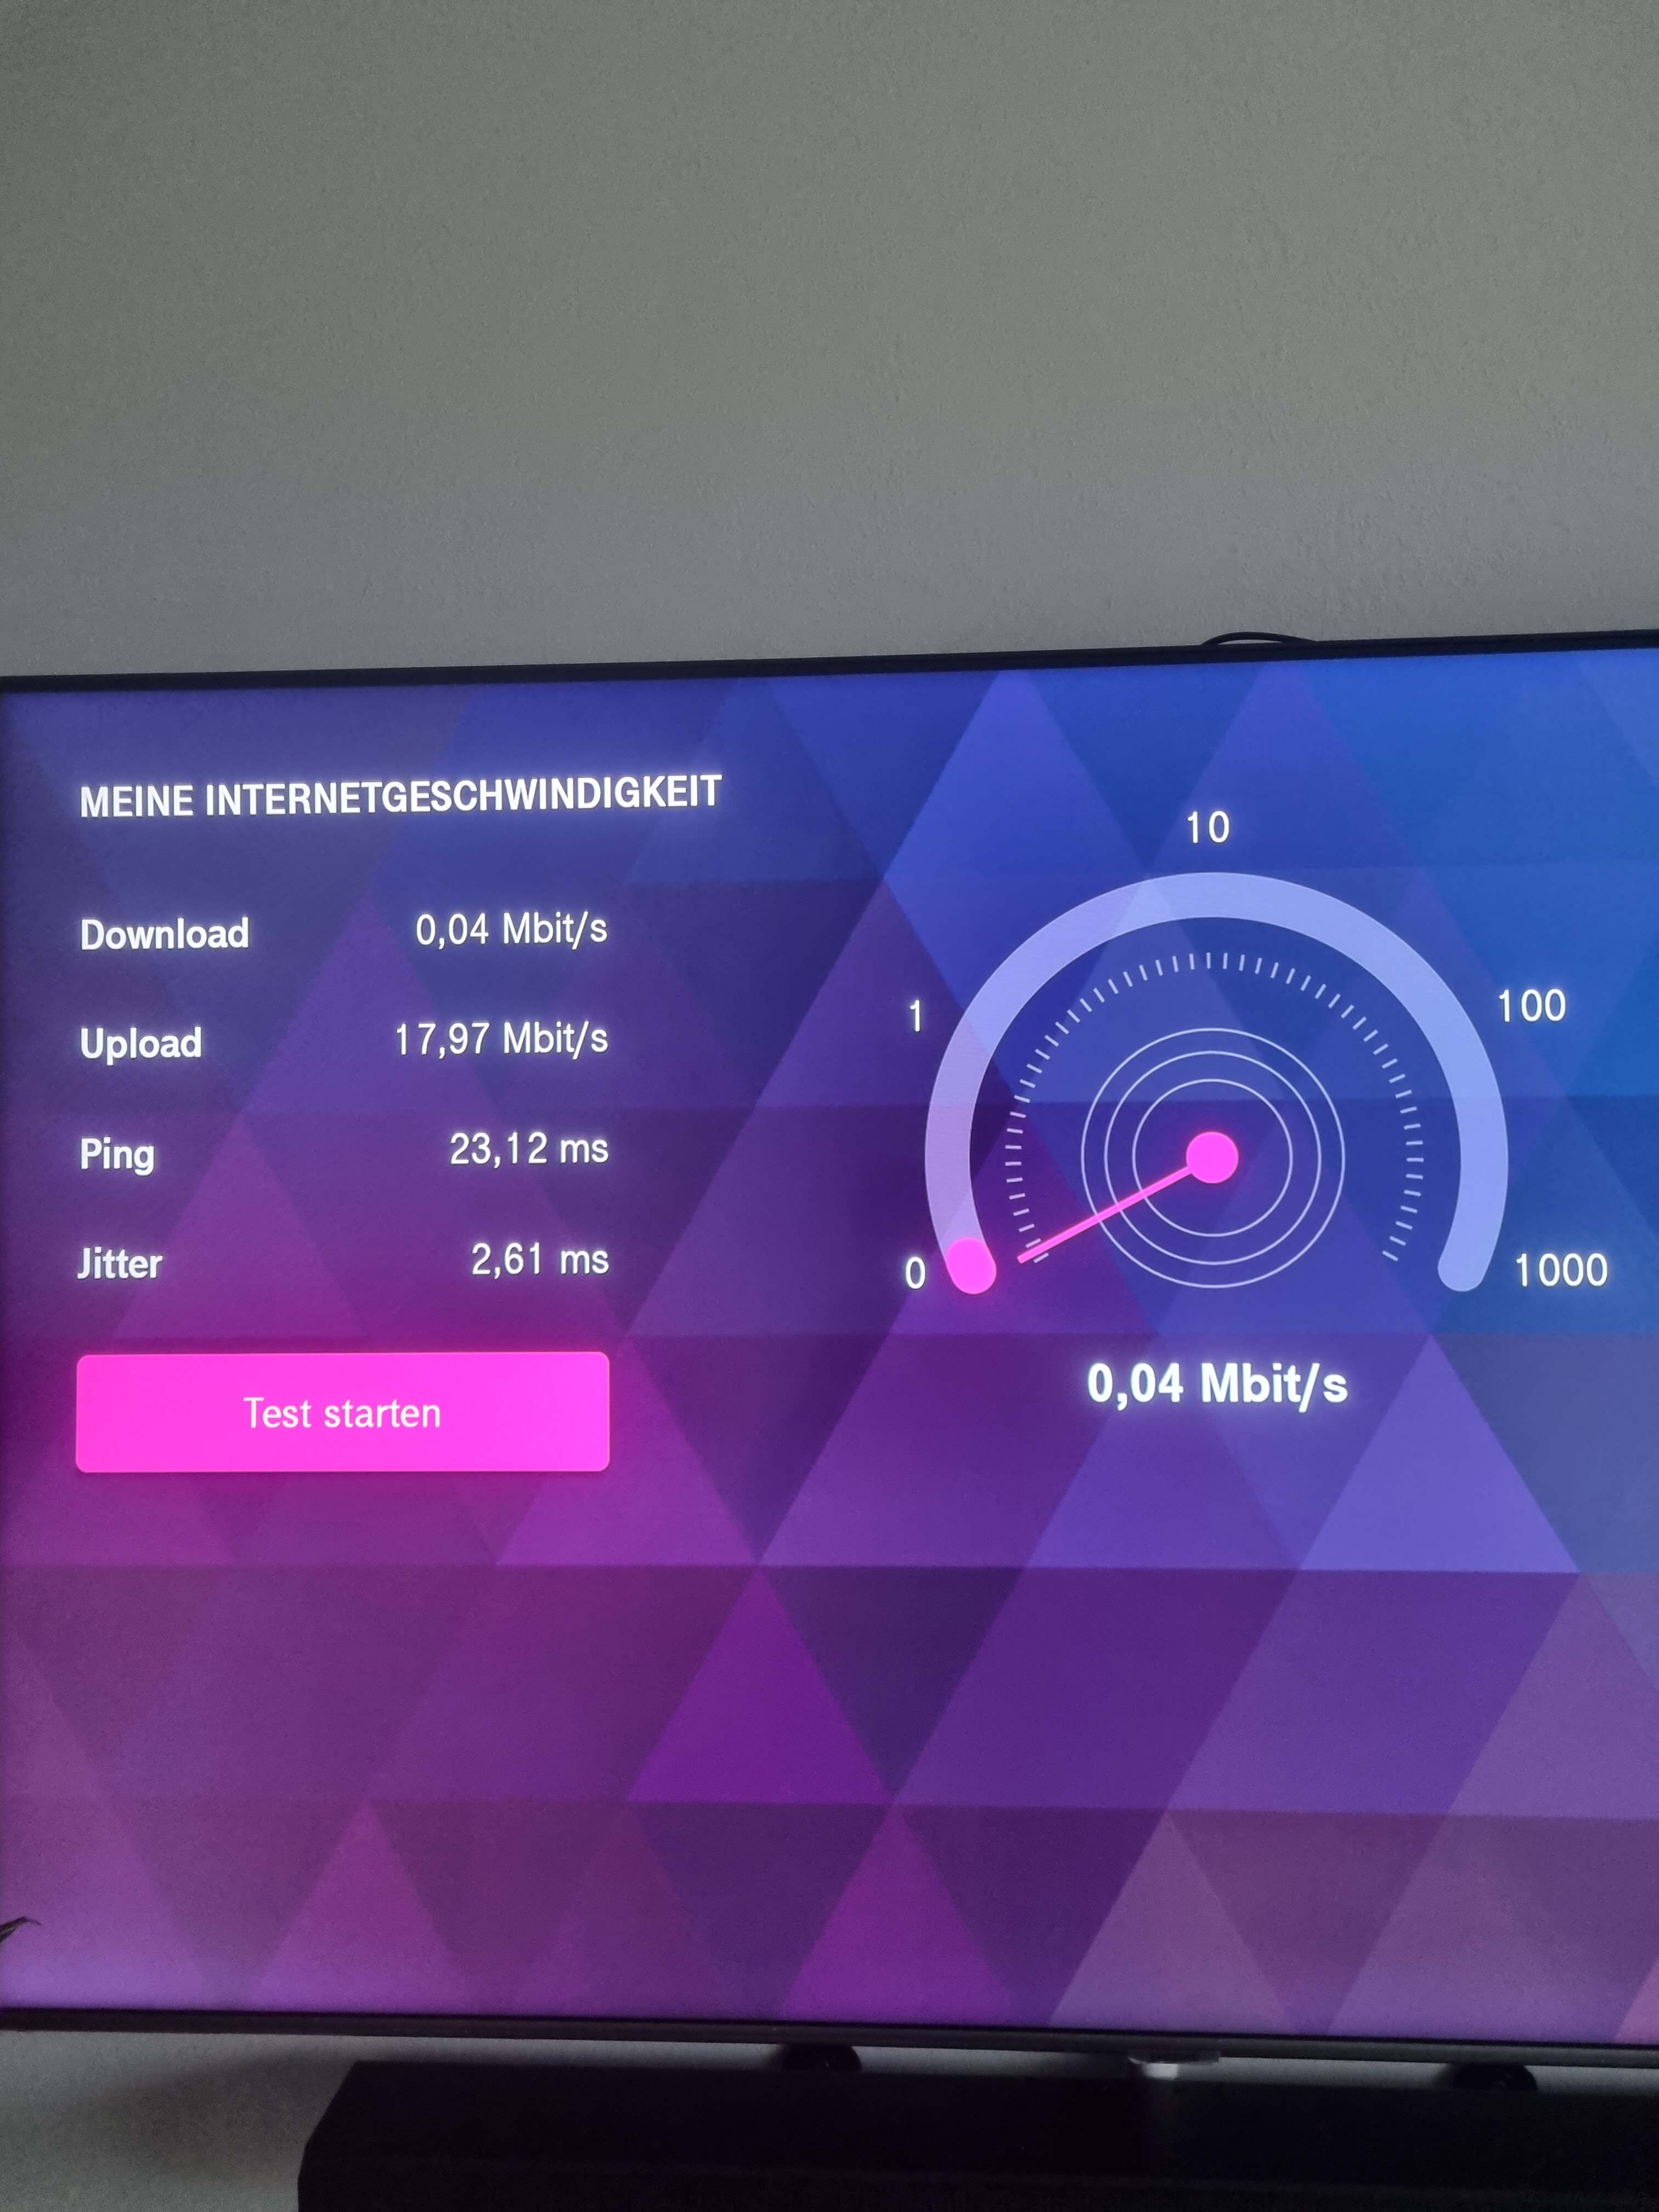 MEINE INTERNETGESCHWINDIGKEIT
Download 0,04 Mbit/s
Upload 17,97 Mbit/s
Ping 23,12 ms
Jitter 2,61 ms
Test starten
10
1
100
0
1000
0,04 Mbit/s